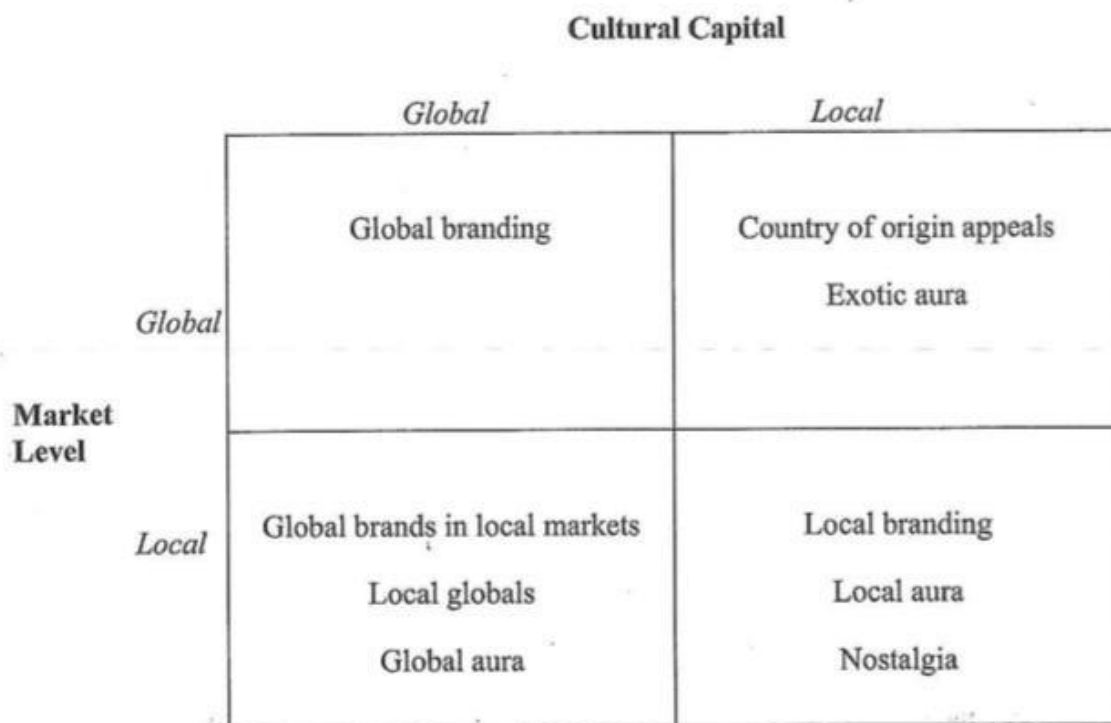 Cultural Capital
Global Local
Global branding Country of origin appeals
Exotic aura
Global
Market
Level
Global brands in local markets Local branding
Local
Local globals Local aura
Global aura Nostalgia